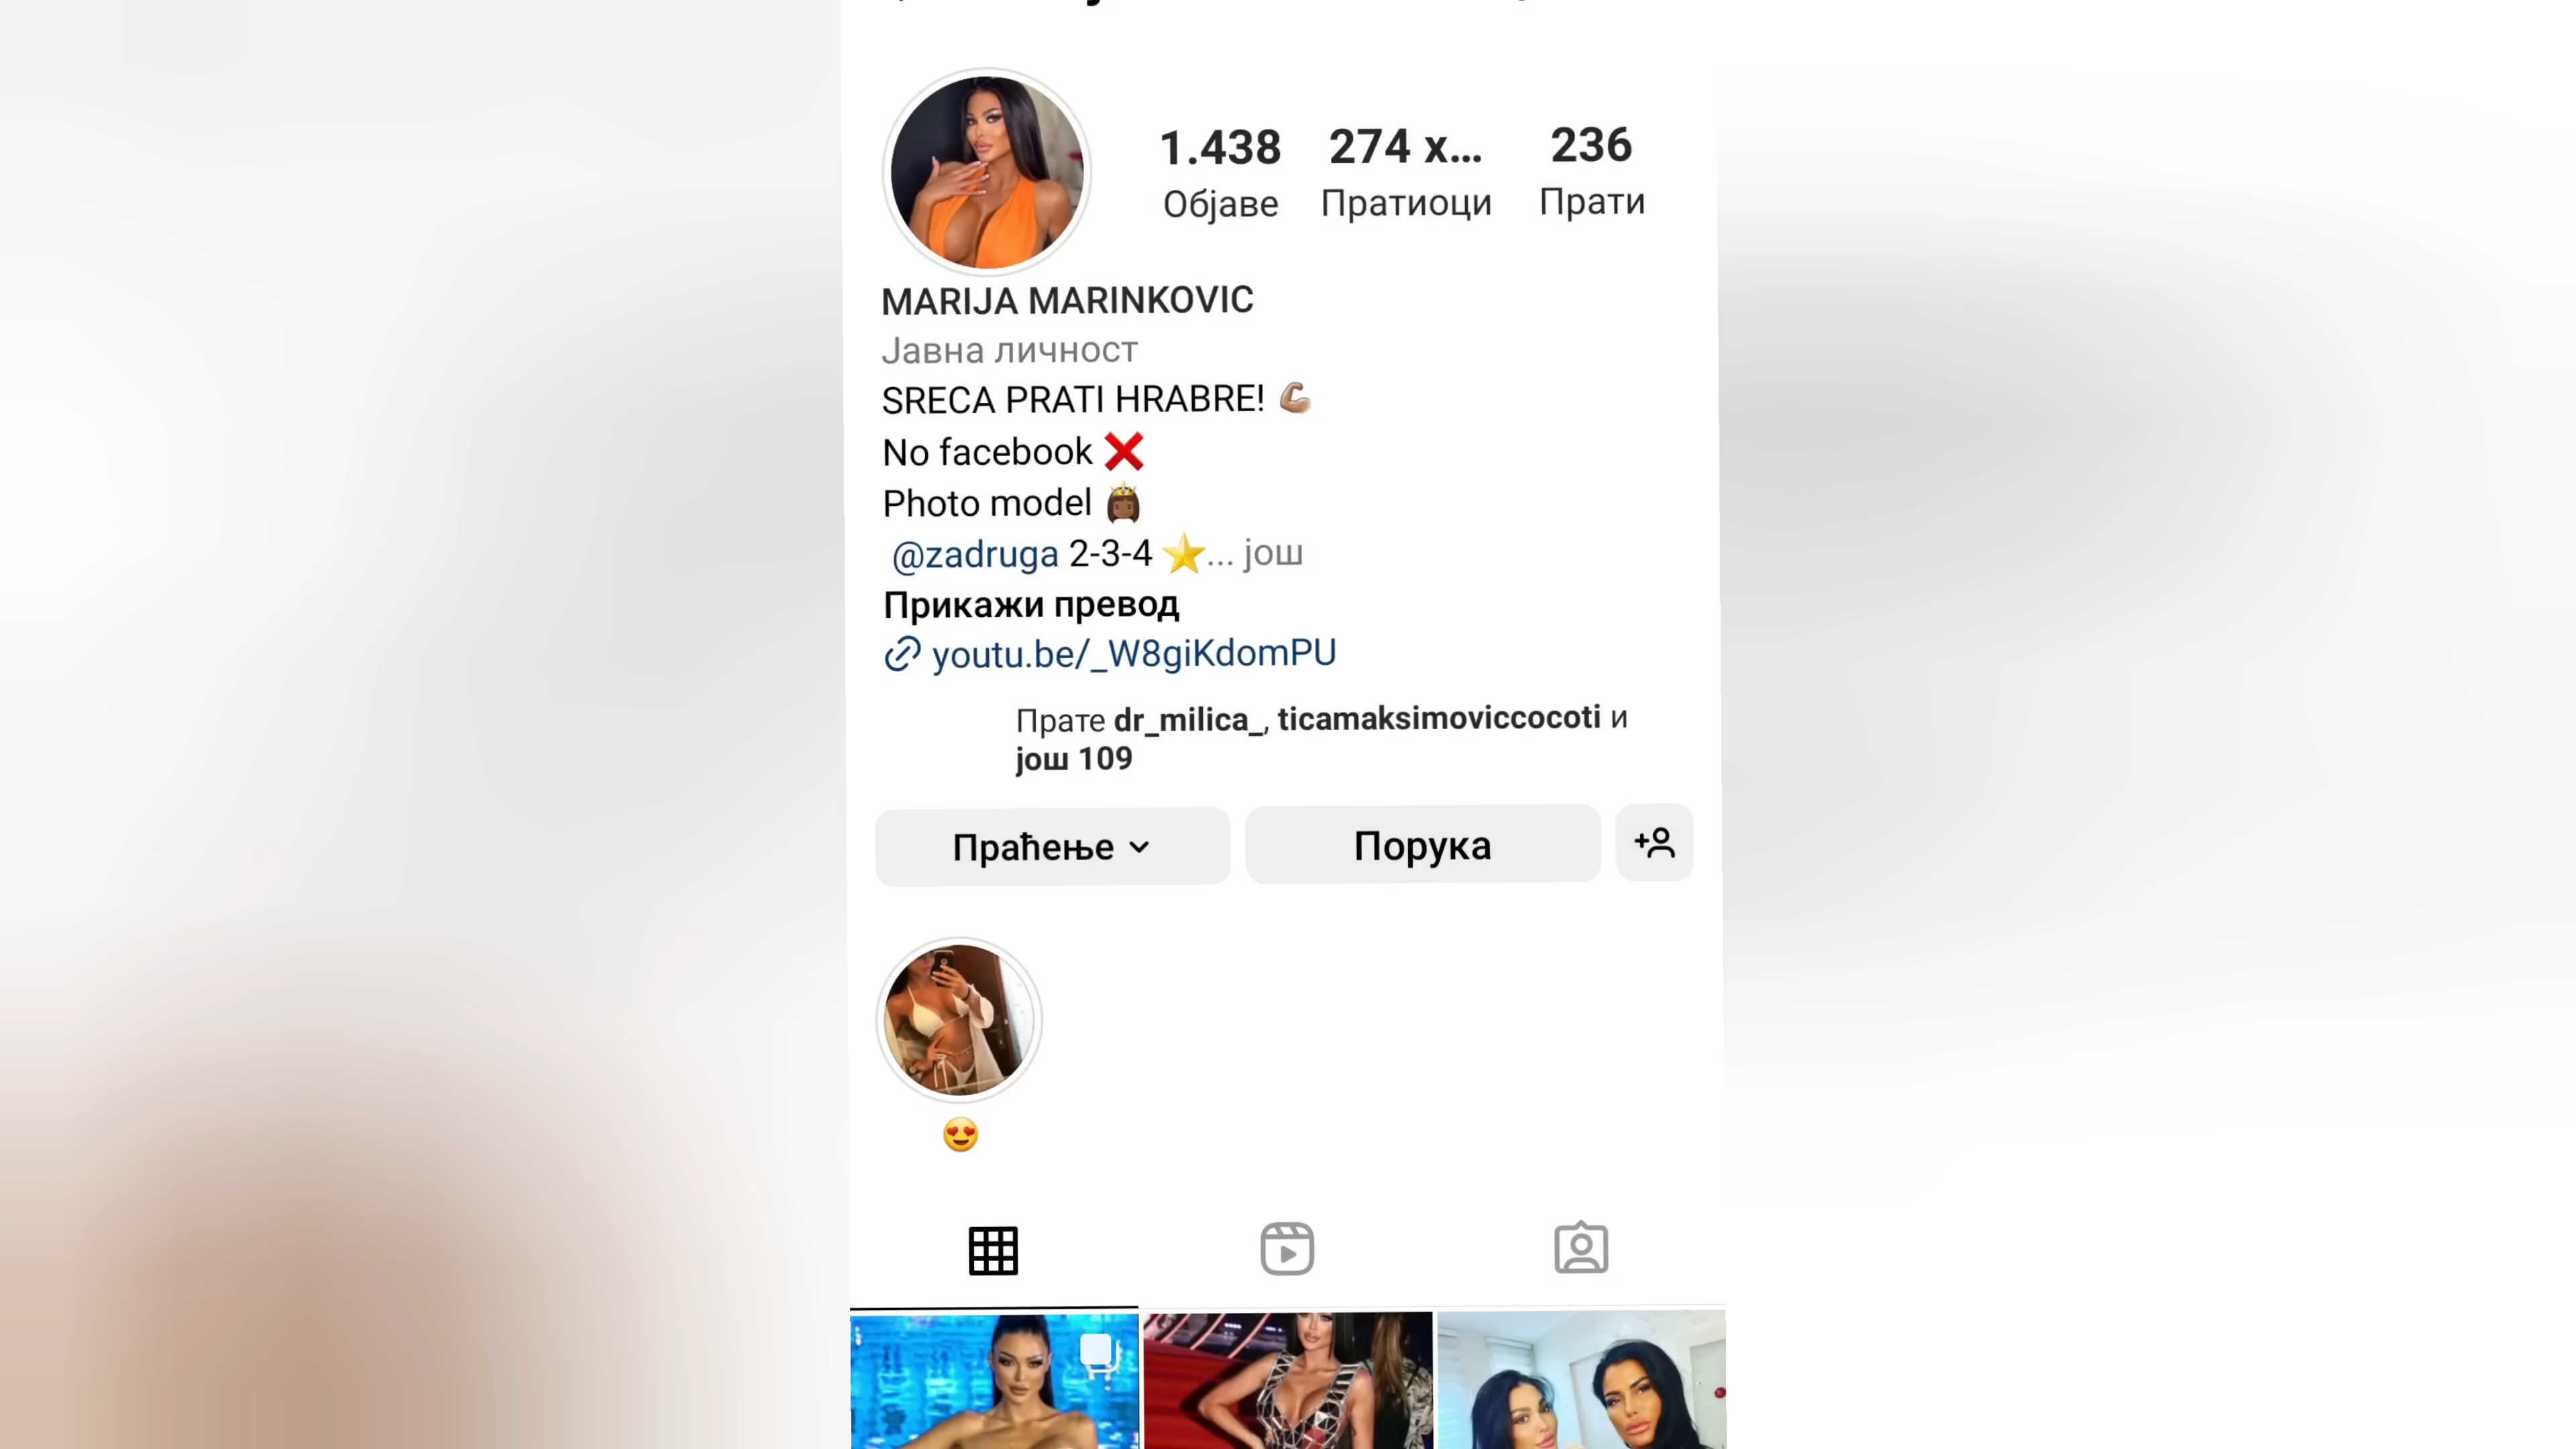 1.438 274 х... 236
Објаве Пратиоци Прати
MARIJA MARINKOVIC
Јавна личност
SRECA PRATI HRABRE! 💪🏽
No facebook ❌
Photo model 👸🏾
@zadruga 2-3-4 ⭐... још
Прикажи превод
youtu.be/_W8giKdomPU
Прате dr_milica_, ticamaksimoviccocoti и
још 109
Праћење
Порука
😍